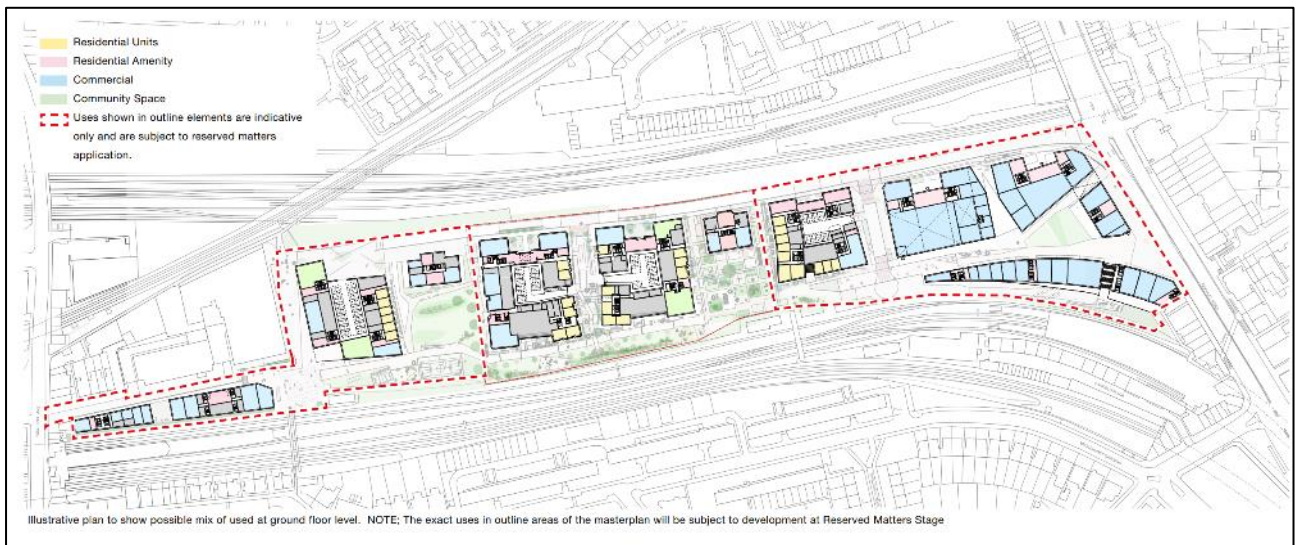 Residential Units
Residential Amenity
Commercial
Community Space
Uses shown in outline elements are indicative
only and are subject to reserved matters
application.
Illustrative plan to show possible mix of used at ground floor level. NOTE; The exact uses in outline areas of the masterplan will be subject to development at Reserved Matters Stage